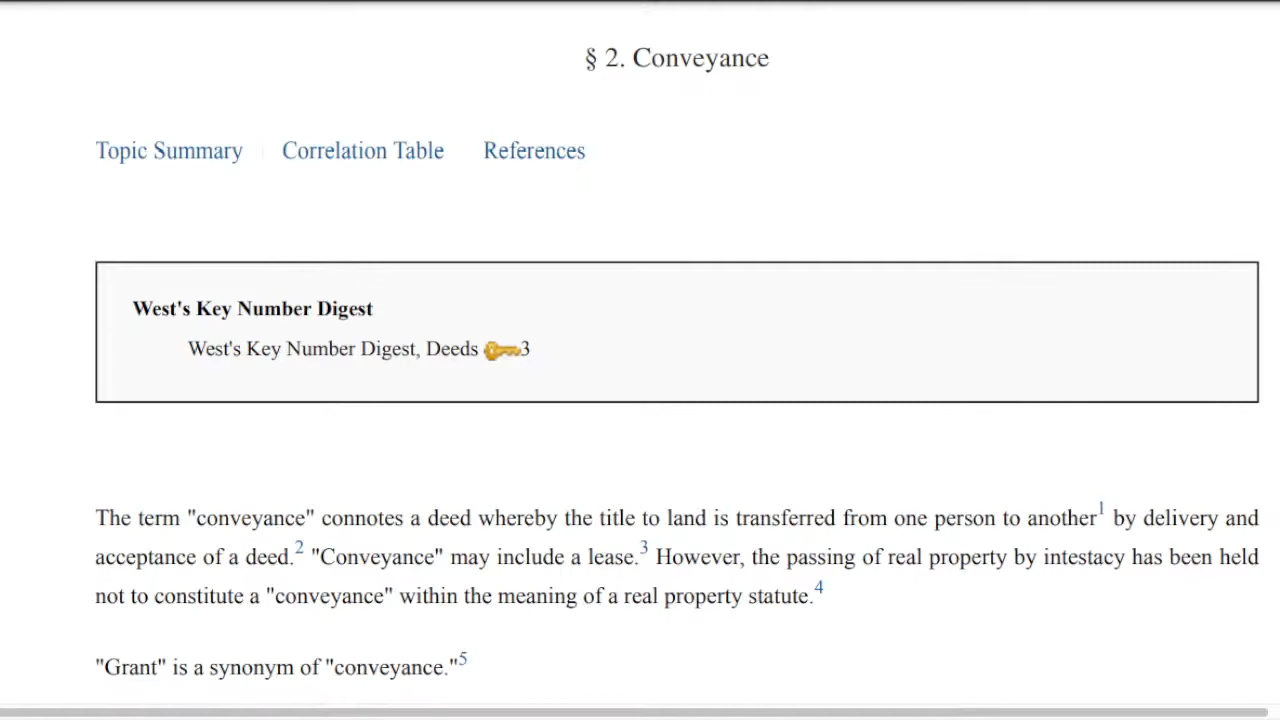 § 2. Conveyance
Topic Summary Correlation Table References
West's Key Number Digest
West's Key Number Digest, Deeds 3
The term "conveyance" connotes a deed whereby the title to land is transferred from one person to another1 by delivery and
acceptance of a deed.2 "Conveyance" may include a lease.3 However, the passing of real property by intestacy has been held
not to constitute a "conveyance" within the meaning of a real property statute.4
"Grant" is a synonym of "conveyance."5